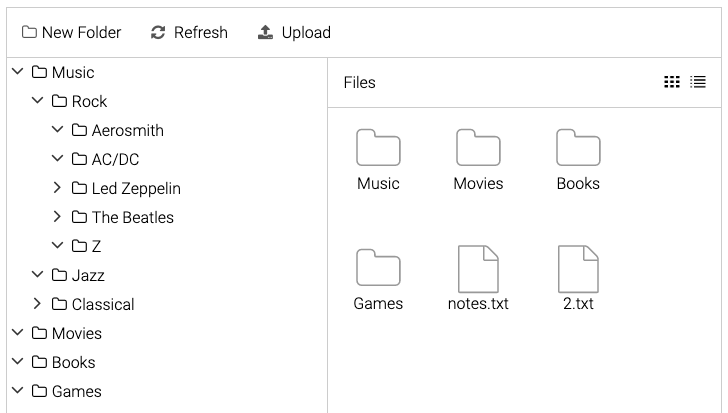 New Folder Refresh Upload
Music
Rock
Aerosmith
AC/DC
Led Zeppelin
The Beatles
Z
Jazz
Classical
Movies
Books
Games
Files
Music Movies Books
Games notes.txt 2.txt